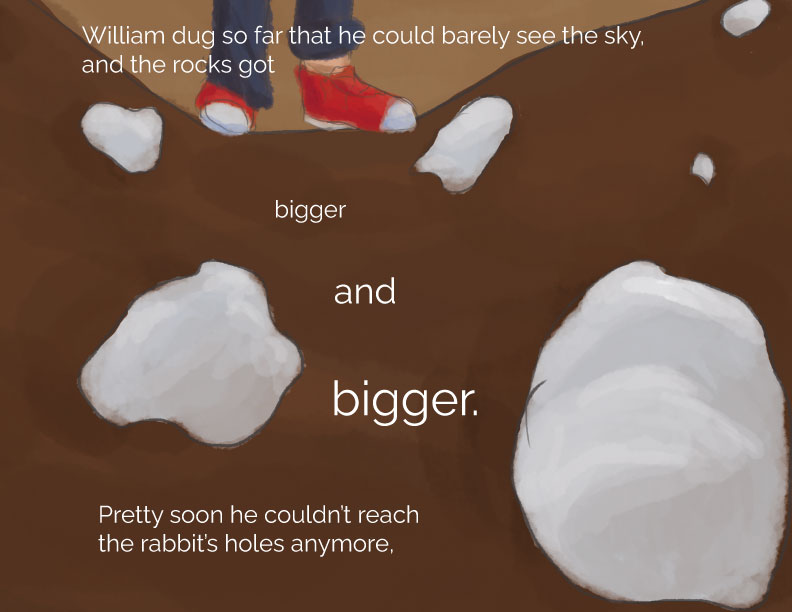 William dug so far that he could barely see the sky,
and the rocks got
bigger
and
bigger.
Pretty soon he couldn't reach
the rabbit's holes anymore,